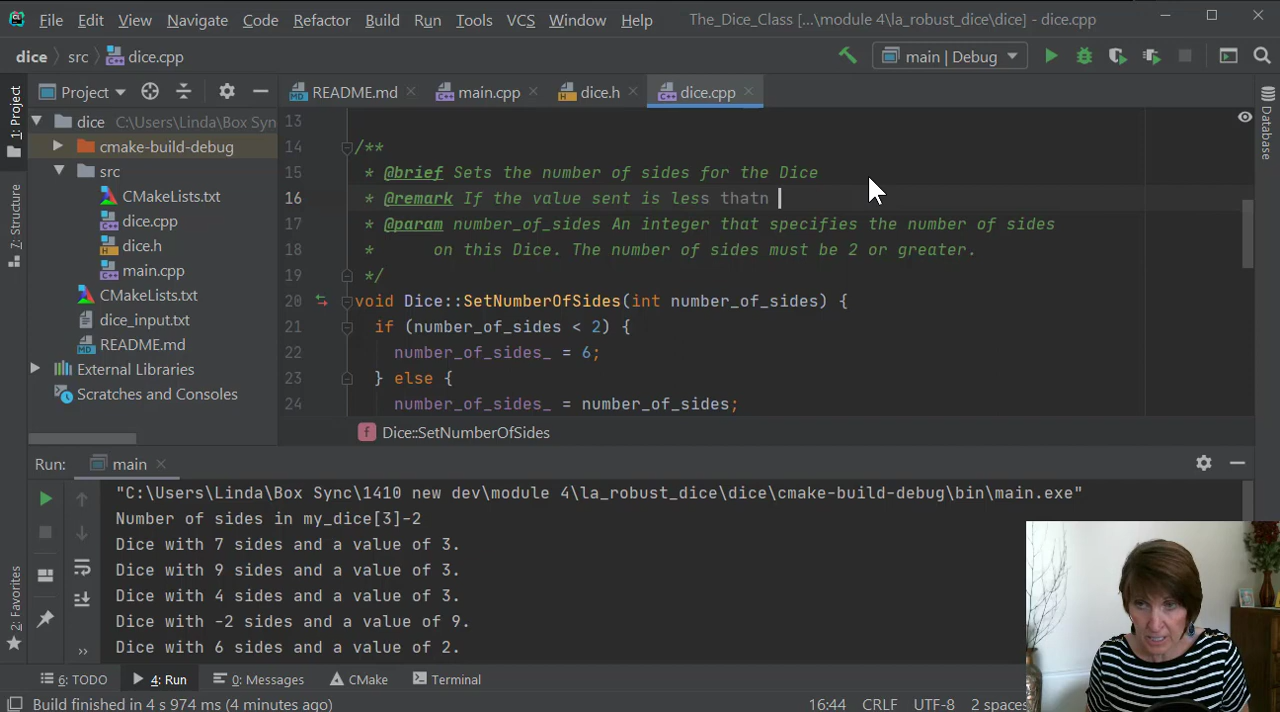 File Edit View Navigate Code Refactor Build Run Tools VCS Window Help The_Dice_Class [...\module 4\la_robust_dice\dice] - dice.cpp
dice src dice.cpp main | Debug
Project README.md main.cpp dice.h dice.cpp
1: Project
7: Structure
2: Favorites
Database
dice C:\Users\Linda\Box Syn
cmake-build-debug
src
CMakeLists.txt
dice.cpp
dice.h
main.cpp
CMakeLists.txt
dice_input.txt
README.md
External Libraries
Scratches and Consoles
13
14 /**
15 * @brief Sets the number of sides for the Dice
16 * @remark If the value sent is less thatn
17 * @param number_of_sides An integer that specifies the number of sides
18 * on this Dice. The number of sides must be 2 or greater.
19 */
20 void Dice::SetNumberOfSides(int number_of_sides) {
21 if (number_of_sides < 2) {
22 number_of_sides_ = 6;
23 } else {
24 number_of_sides_ = number_of_sides;
f Dice::SetNumberOfSides
Run: main
"C:\Users\Linda\Box Sync\1410 new dev\module 4\la_robust_dice\dice\cmake-build-debug\bin\main.exe"
Number of sides in my_dice[3]-2
Dice with 7 sides and a value of 3.
Dice with 9 sides and a value of 3.
Dice with 4 sides and a value of 3.
Dice with -2 sides and a value of 9.
Dice with 6 sides and a value of 2.
6: TODO 4: Run 0: Messages CMake Terminal
Build finished in 4 s 974 ms (4 minutes ago) 16:44 CRLF UTF-8 2 spaces